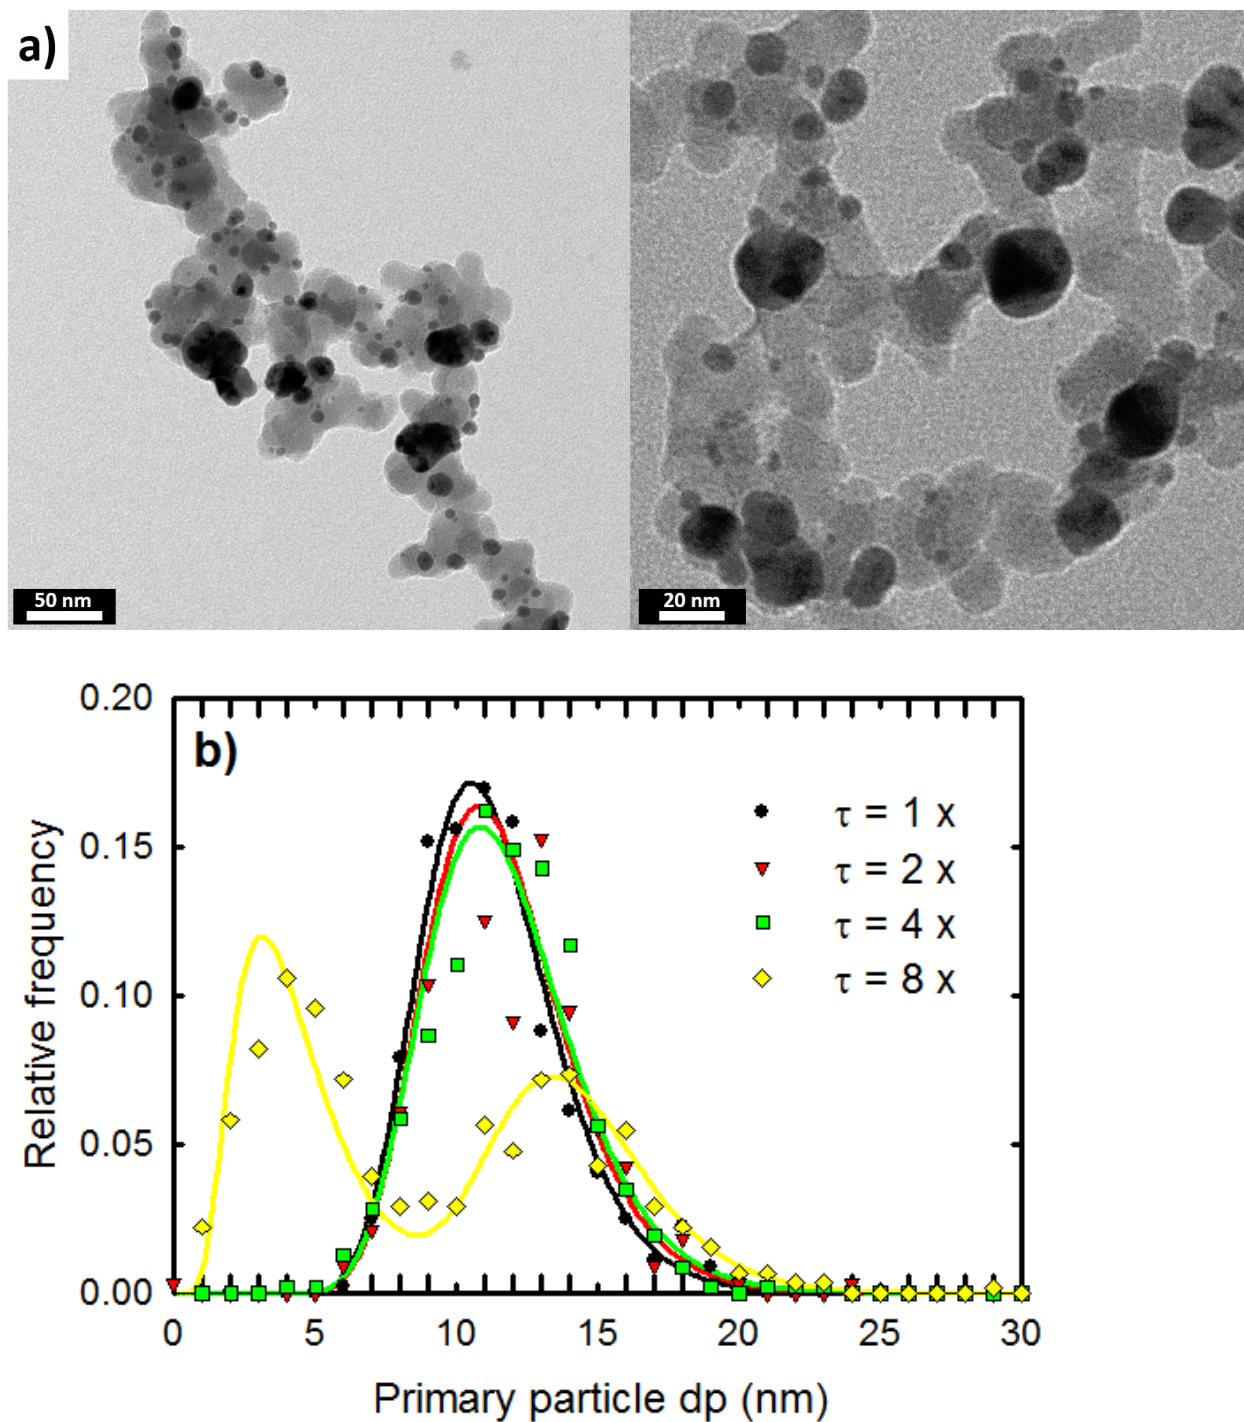 a)
50 nm
20 nm
b)
0.20
0.15
0.10
0.05
0.00
Relative frequency
τ = 1 x
τ = 2 x
τ = 4 x
τ = 8 x
0 5 10 15 20 25 30
Primary particle dp (nm)